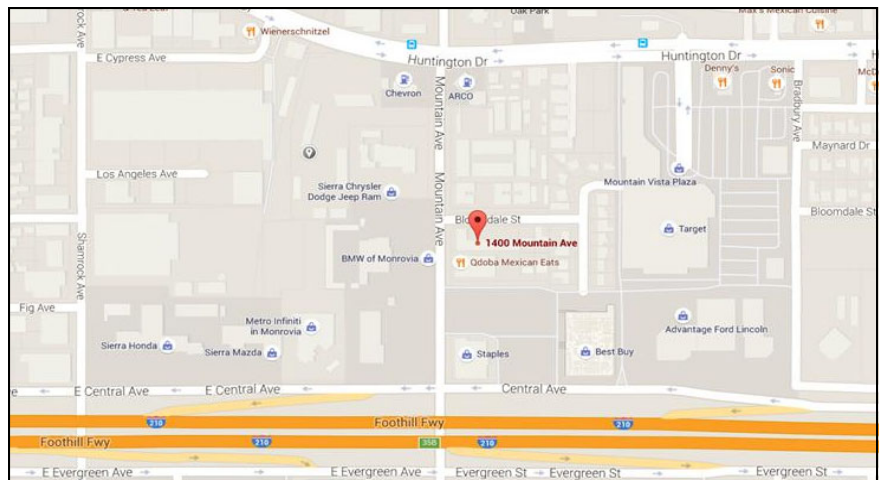 Oak Park
Max's Mexican Cuisine
Wienerschnitzel
E Cypress Ave
Huntington Dr
Huntington Dr
Denny's
Sonic
McD
Chevron
ARCO
Mountain Ave
Bradbury Ave
Maynard Dr
Los Angeles Ave
Sierra Chrysler
Dodge Jeep Ram
Mountain Ave
Mountain Vista Plaza
Bloomdale St
Bloomdale St
1400 Mountain Ave
Target
Shamrock Ave
BMW of Monrovia
Qdoba Mexican Eats
Fig Ave
Metro Infiniti
in Monrovia
Advantage Ford Lincoln
Sierra Honda
Sierra Mazda
Staples
Best Buy
E Central Ave
E Central Ave
Central Ave
210
Foothill Fwy
210
Foothill Fwy
210
35B
210
E Evergreen Ave
E Evergreen Ave
Evergreen St
Evergreen St
Evergreen St